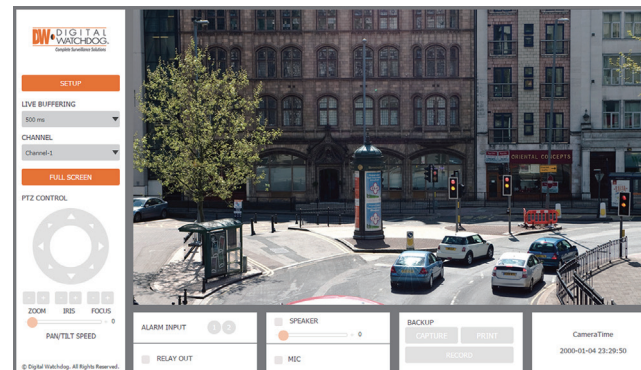 DW DIGITAL
WATCHDOG.
Complete Surveillance Solutions
SETUP
LIVE BUFFERING
500 ms
CHANNEL
Channel-1
FULL SCREEN
PTZ CONTROL
- + - + - +
ZOOM IRIS FOCUS
0
PAN/TILT SPEED
© Digital Watchdog. All Rights Reserved.
ORIENTAL CONCEPTS
ALARM INPUT 1 2
RELAY OUT
SPEAKER
0
MIC
BACKUP
CAPTURE PRINT
RECORD
CameraTime
2000-01-04 23:29:50